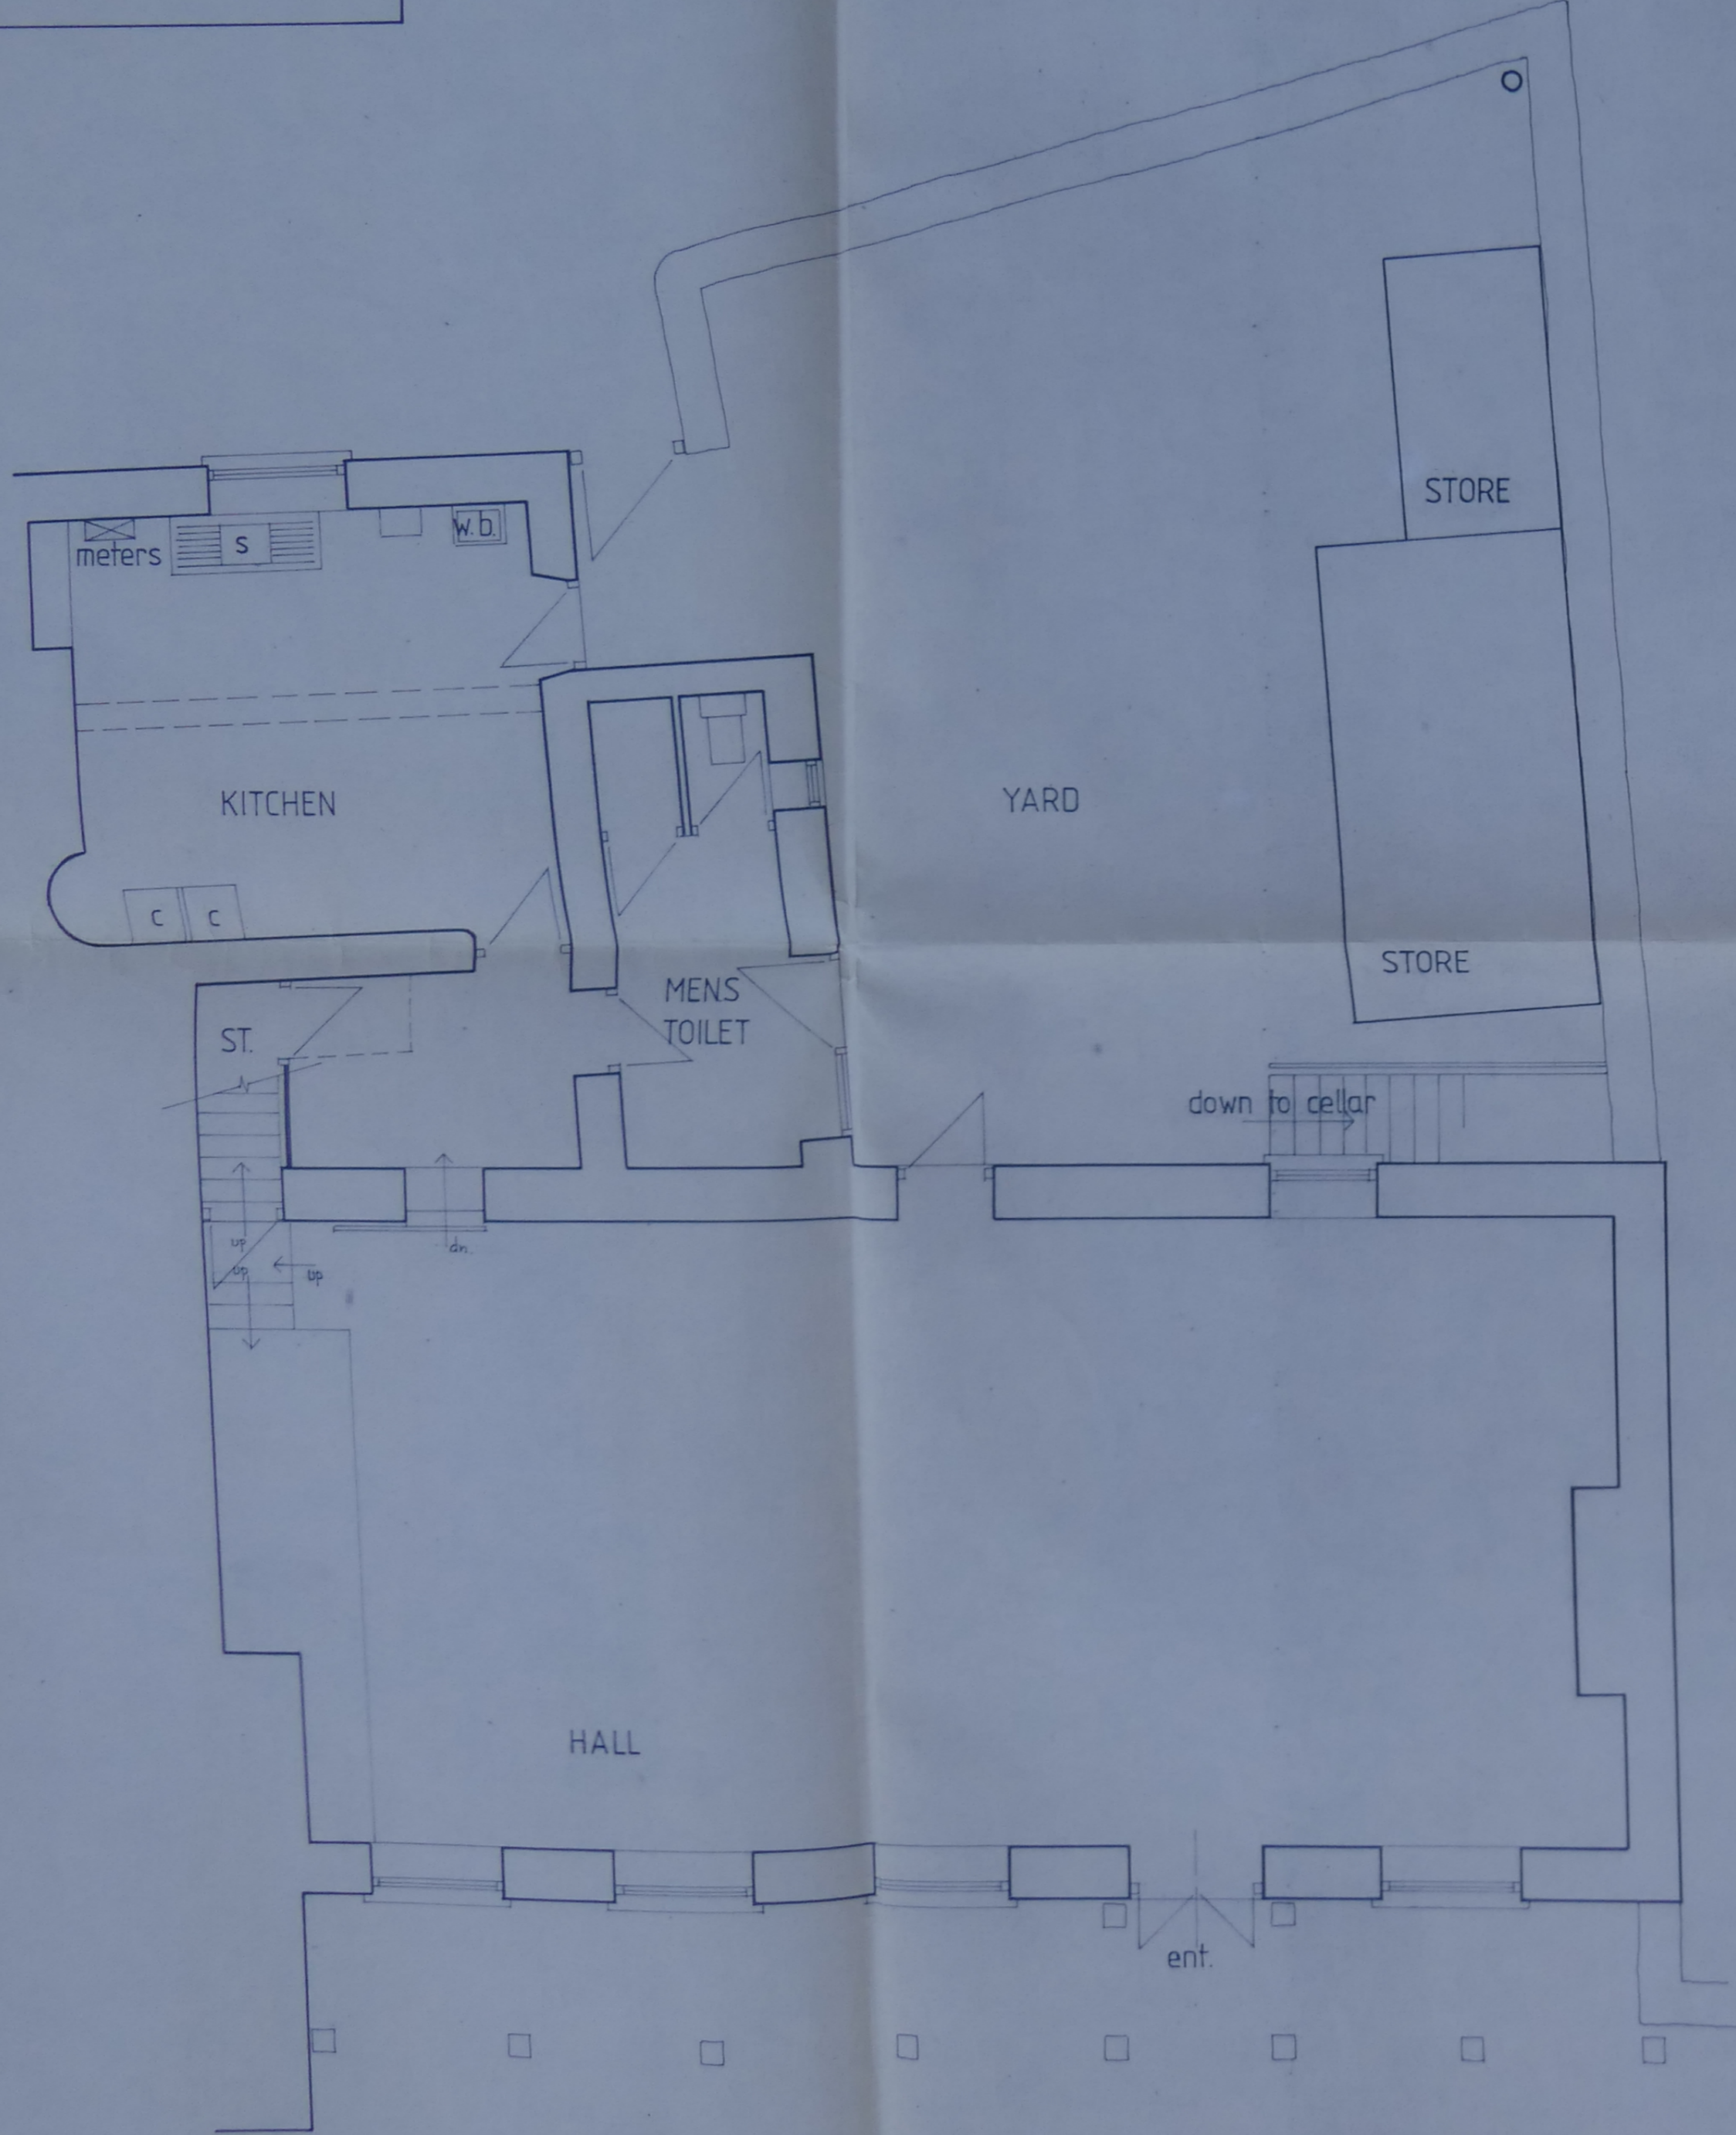 STORE
meters
S
w.b.
KITCHEN
YARD
c
c
STORE
MENS
TOILET
ST.
down to cellar
up
dn.
up
up
HALL
ent.